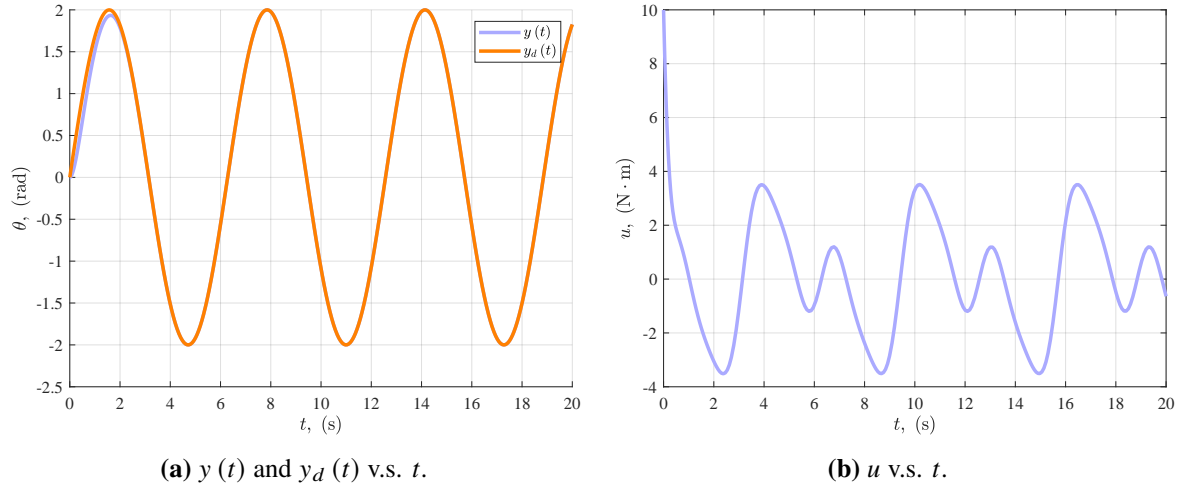 2
1.5
1
0.5
0
-0.5
-1
-1.5
-2
-2.5
θ, (rad)
0 2 4 6 8 10 12 14 16 18 20
t, (s)
y (t)
y_d (t)
(a) y (t) and y_d (t) v.s. t.
10
8
6
4
2
0
-2
-4
u, (N · m)
0 2 4 6 8 10 12 14 16 18 20
t, (s)
(b) u v.s. t.